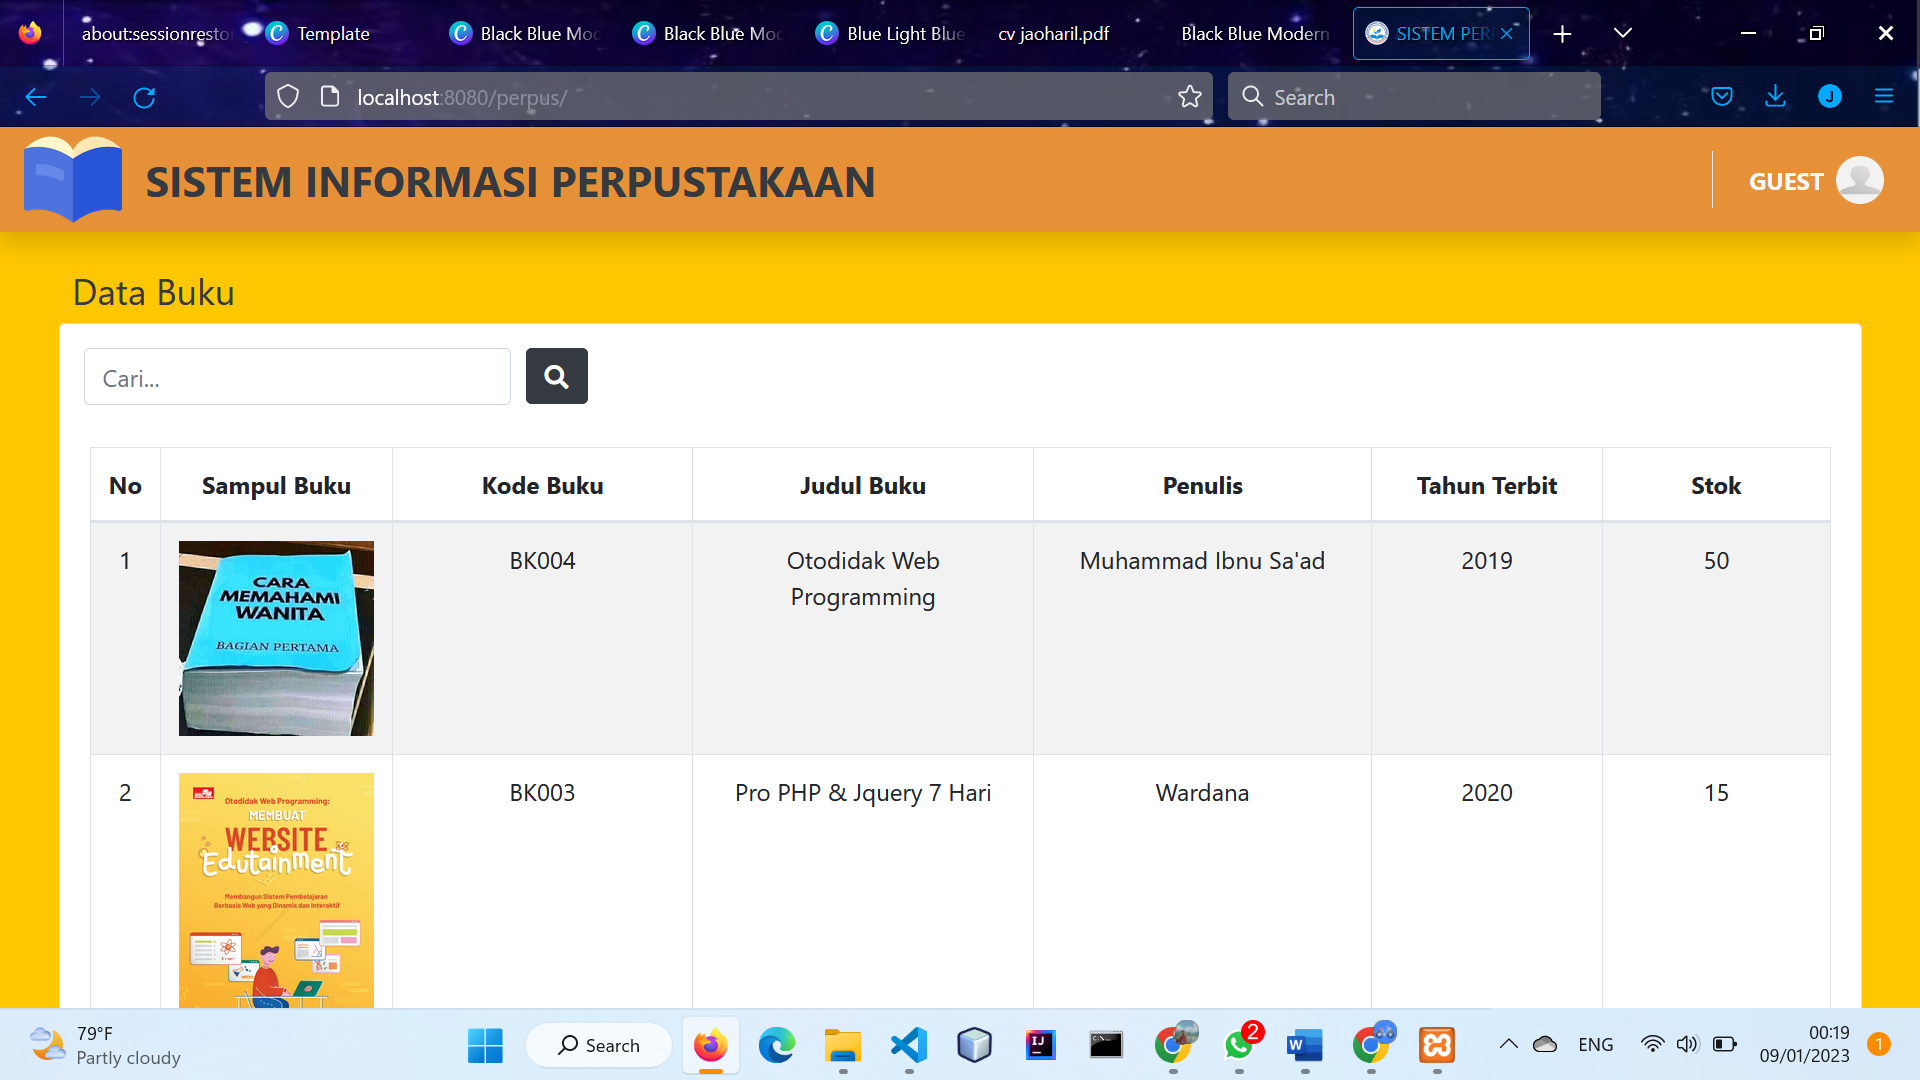 about:sessionresto
Template
Black Blue Mod
Black Blue Moc
Blue Light Blue
cv jaoharil.pdf
Black Blue Modern
SISTEM PER
localhost:8080/perpus/
Search
J
SISTEM INFORMASI PERPUSTAKAAN
GUEST
Data Buku
Cari...
No Sampul Buku Kode Buku Judul Buku Penulis Tahun Terbit Stok
1 BK004 Otodidak Web Muhammad Ibnu Sa'ad 2019 50
Programming
CARA
MEMAHAMI
WANITA
BAGIAN PERTAMA
2 BK003 Pro PHP & Jquery 7 Hari Wardana 2020 15
Otodidak Web Programming:
MEMBUAT
WEBSITE
Edutainment
Membangun Sistem Pembelajaran
Berbasis Web yang Dinamis dan Interaktif
79°F
Partly cloudy
Search
IJ
2
W
ENG
00:19
09/01/2023
1